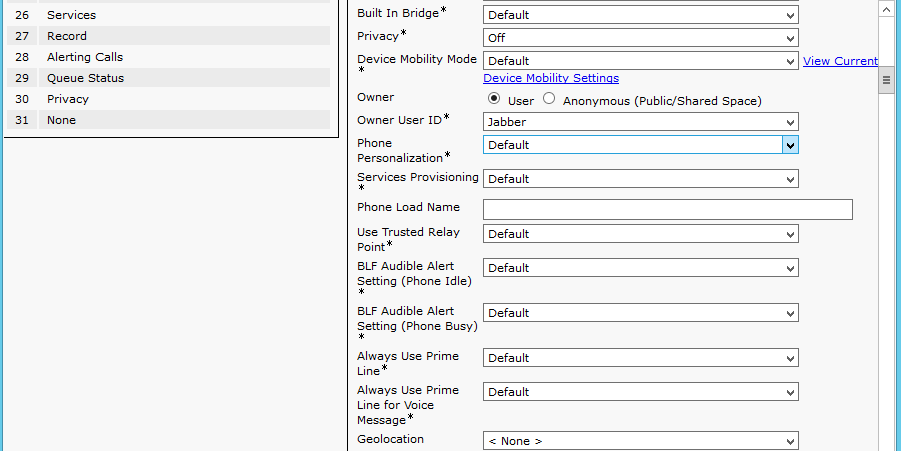 26 Services
27 Record
28 Alerting Calls
29 Queue Status
30 Privacy
31 None
Built In Bridge* Default
Privacy* Off
Device Mobility Mode Default View Current
* Device Mobility Settings
Owner User Anonymous (Public/Shared Space)
Owner User ID* Jabber
Phone Default
Personalization*
Services Provisioning Default
*
Phone Load Name
Use Trusted Relay Default
Point*
BLF Audible Alert Default
Setting (Phone Idle)
*
BLF Audible Alert Default
Setting (Phone Busy)
*
Always Use Prime Default
Line*
Always Use Prime Default
Line for Voice
Message*
Geolocation < None >